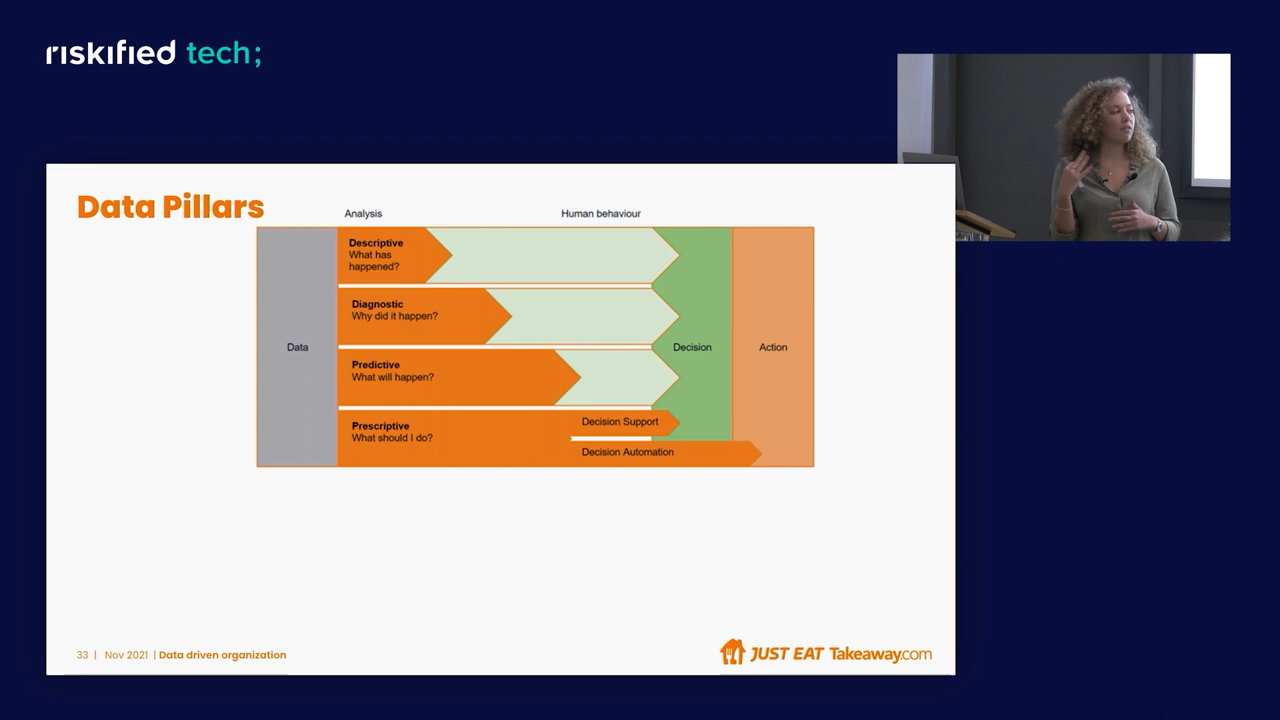 riskified tech;
Data Pillars
Analysis
Human behaviour
Descriptive
What has
happened?
Diagnostic
Why did it happen?
Data
Decision
Action
Predictive
What will happen?
Prescriptive
What should I do?
Decision Support
Decision Automation
33 | Nov 2021 | Data driven organization
JUST EAT Takeaway.com